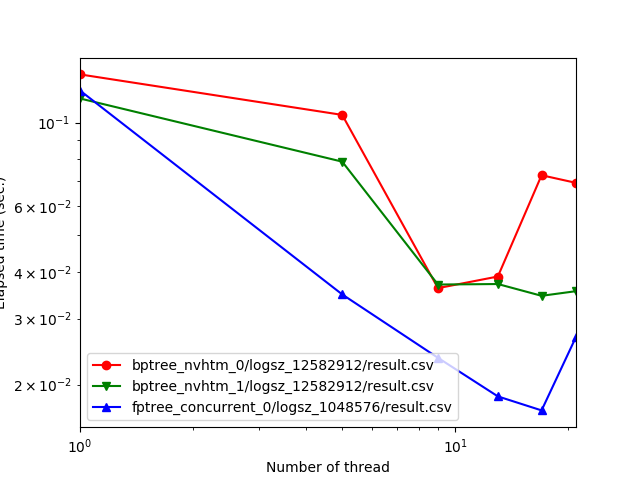 10⁻¹
6 × 10⁻²
4 × 10⁻²
3 × 10⁻²
2 × 10⁻²
Elapsed time (sec.)
bptree_nvhtm_0/logsz_12582912/result.csv
bptree_nvhtm_1/logsz_12582912/result.csv
fptree_concurrent_0/logsz_1048576/result.csv
10⁰
10¹
Number of thread